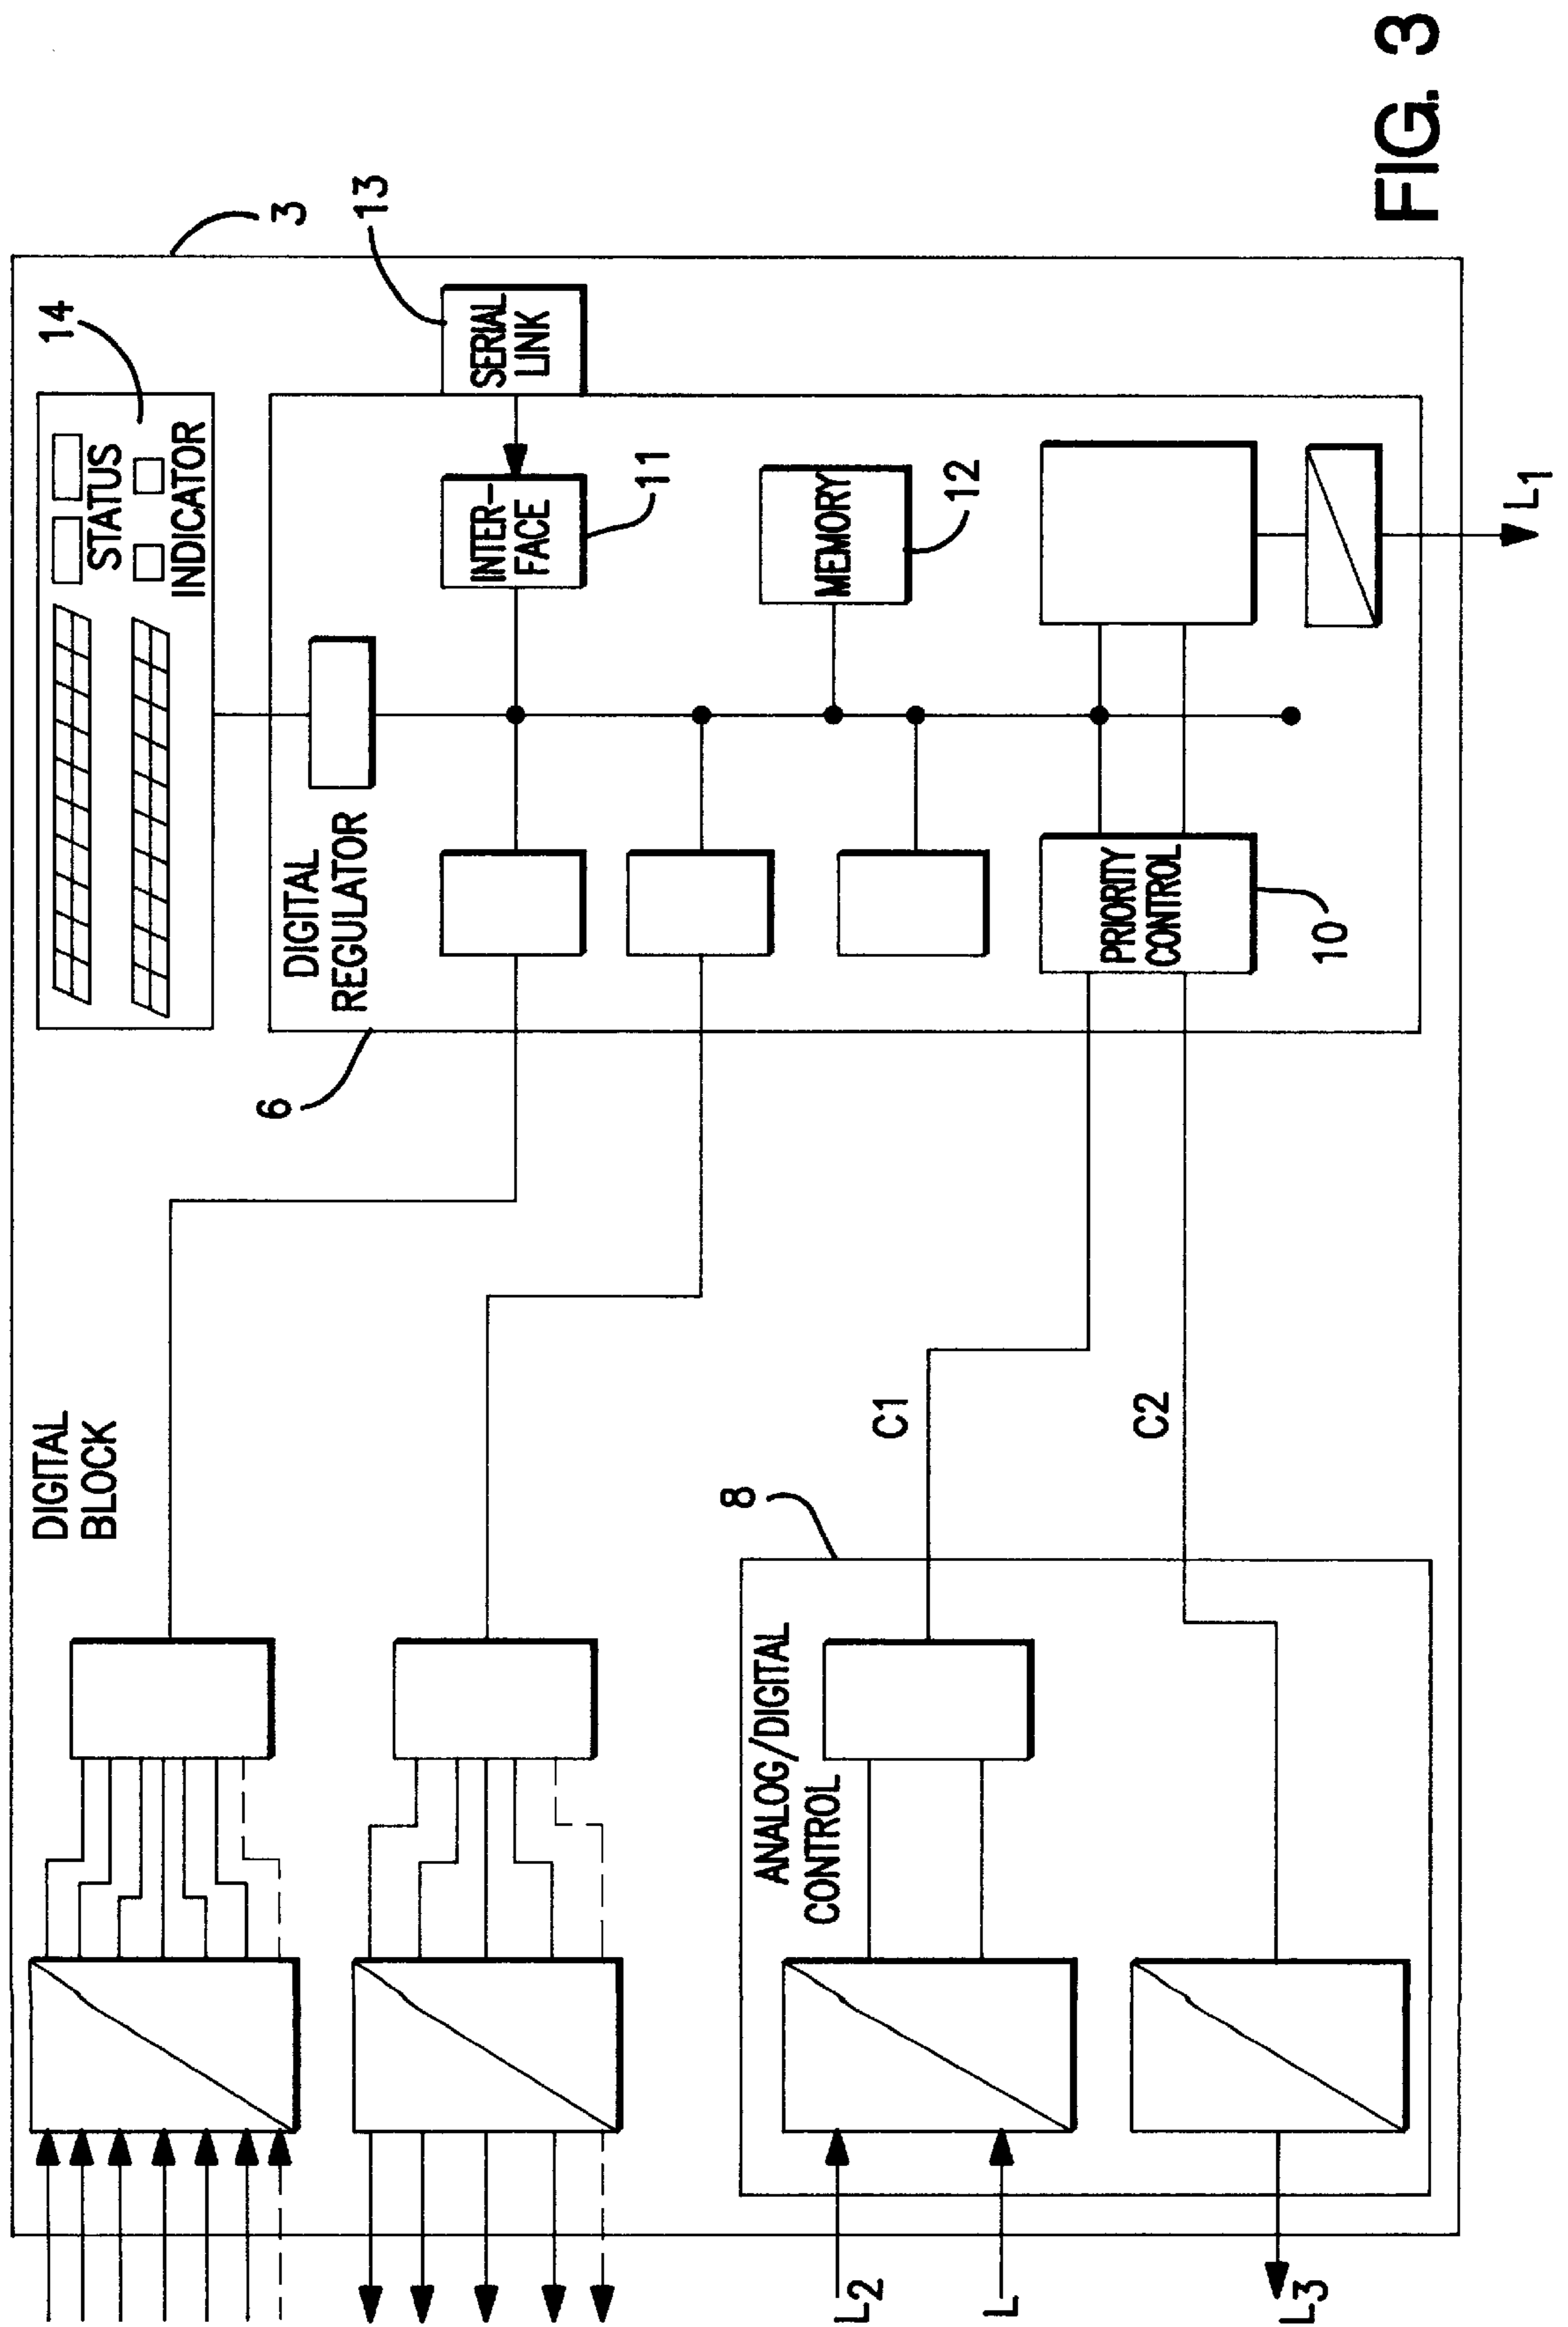 DIGITAL
BLOCK
14
STATUS
INDICATOR
3
13
SERIAL
LINK
6
DIGITAL
REGULATOR
INTER-
FACE
11
MEMORY
12
8
ANALOG/DIGITAL
CONTROL
C1
C2
PRIORITY
CONTROL
10
L2
L
L3
L1
FIG. 3